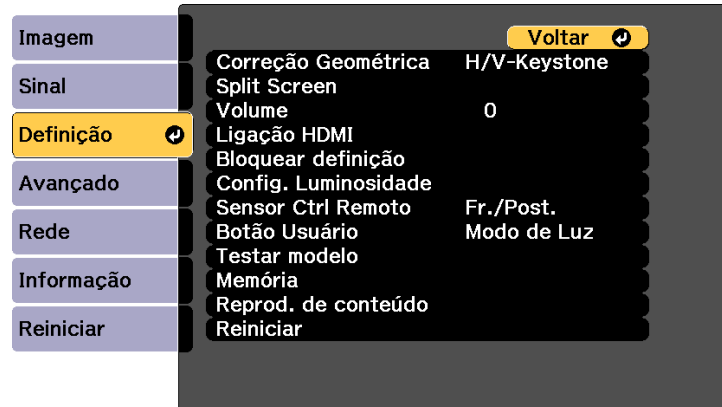 Imagem
Sinal
Definição
Avançado
Rede
Informação
Reiniciar
Voltar
Correção Geométrica H/V-Keystone
Split Screen
Volume 0
Ligação HDMI
Bloquear definição
Config. Luminosidade
Sensor Ctrl Remoto Fr./Post.
Botão Usuário Modo de Luz
Testar modelo
Memória
Reprod. de conteúdo
Reiniciar